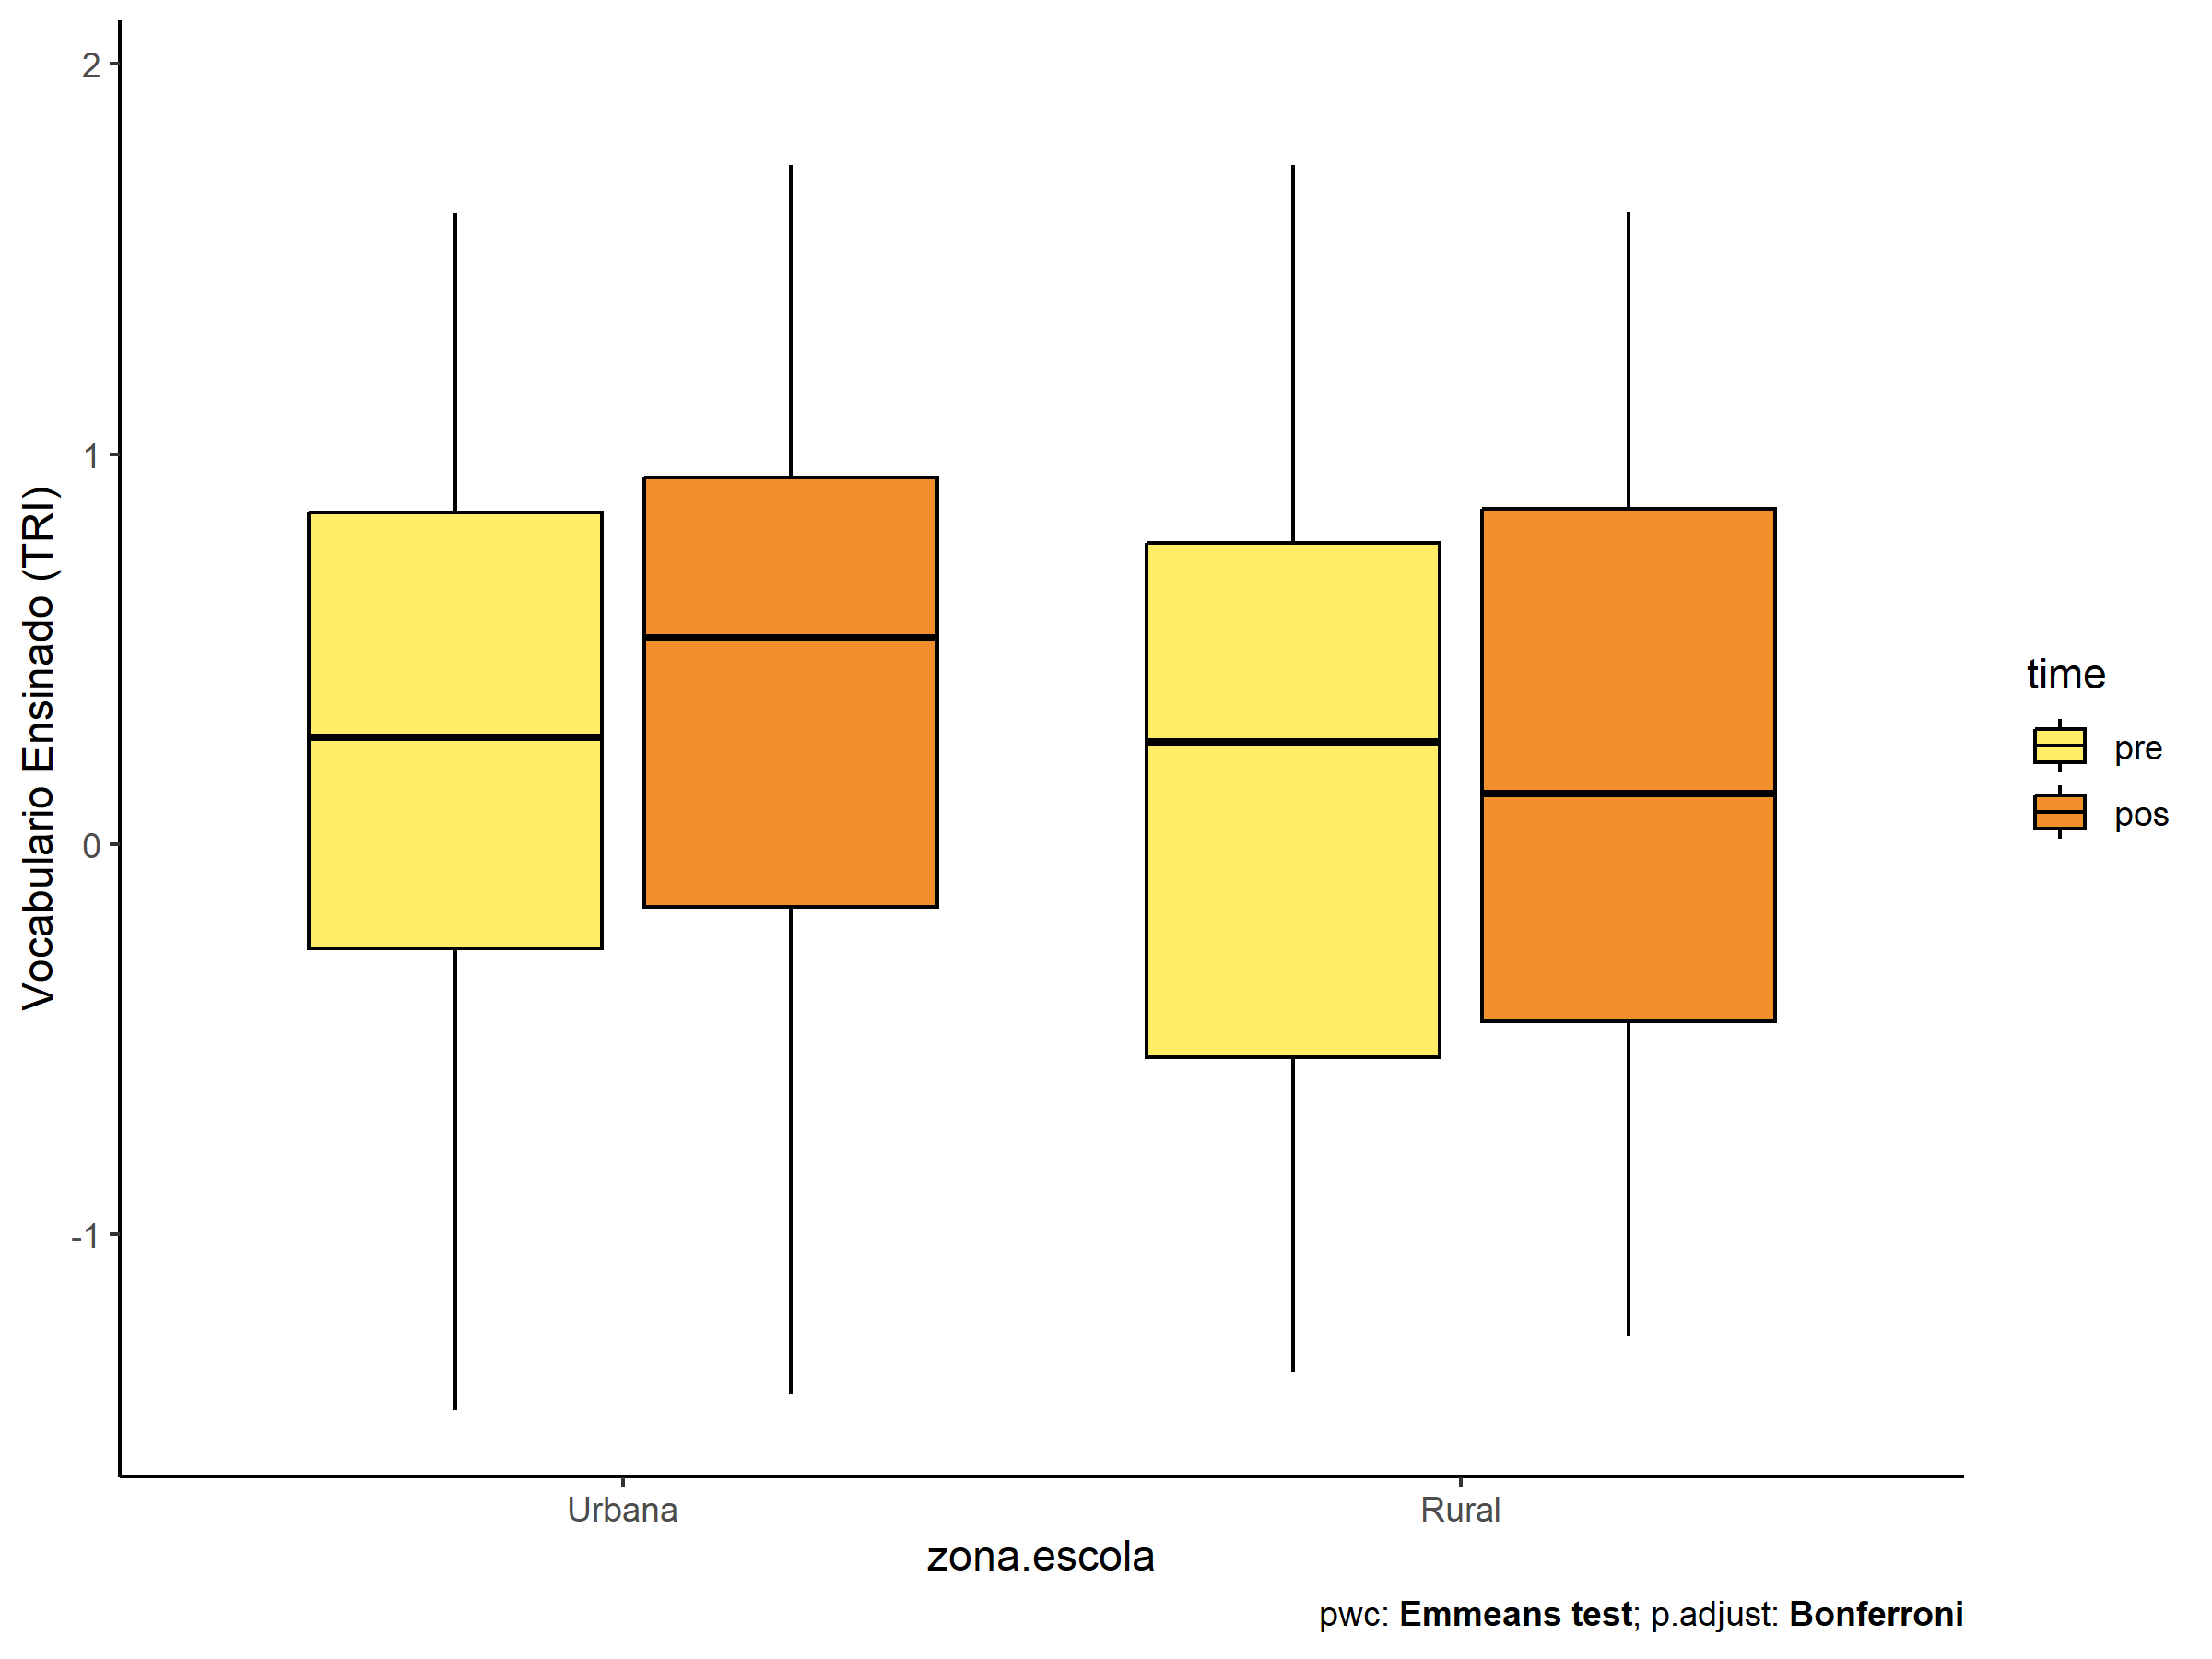 Vocabulario Ensinado (TRI)
2
1
0
-1
Urbana
Rural
zona.escola
time
pre
pos
pwc: Emmeans test; p.adjust: Bonferroni